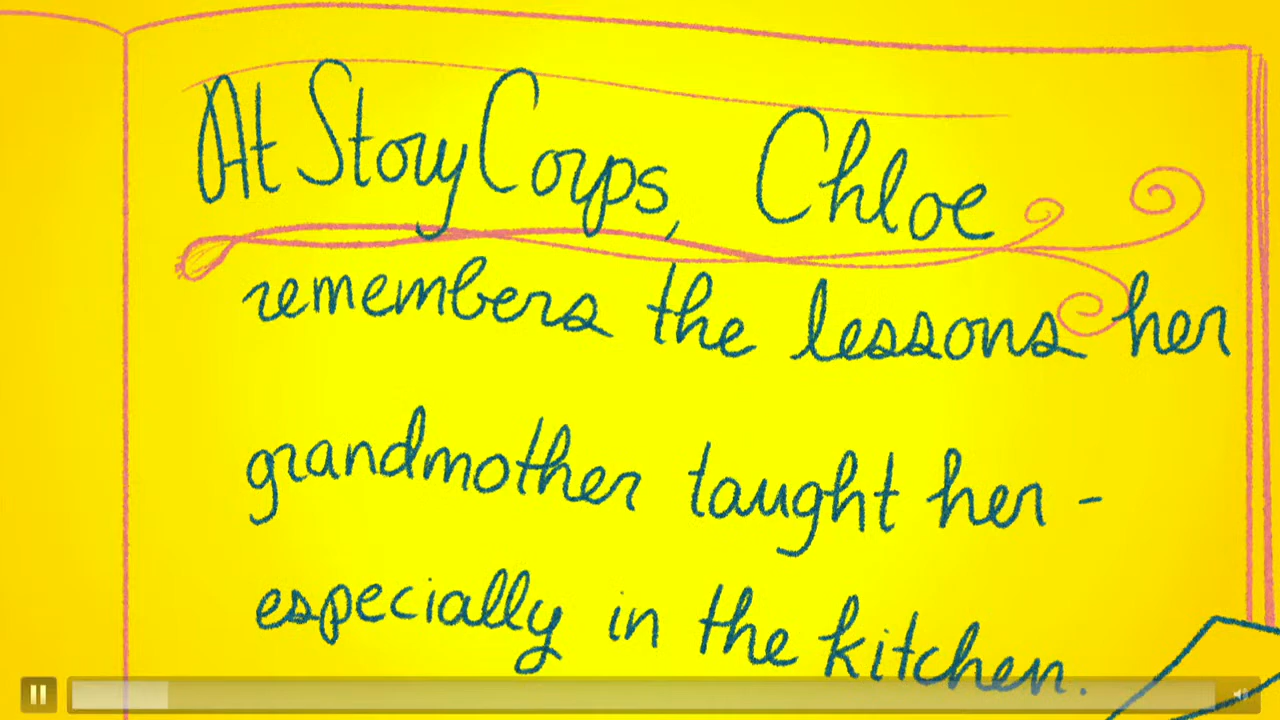 At StoryCorps, Chloe
remembers the lessons her
grandmother taught her -
especially in the kitchen.